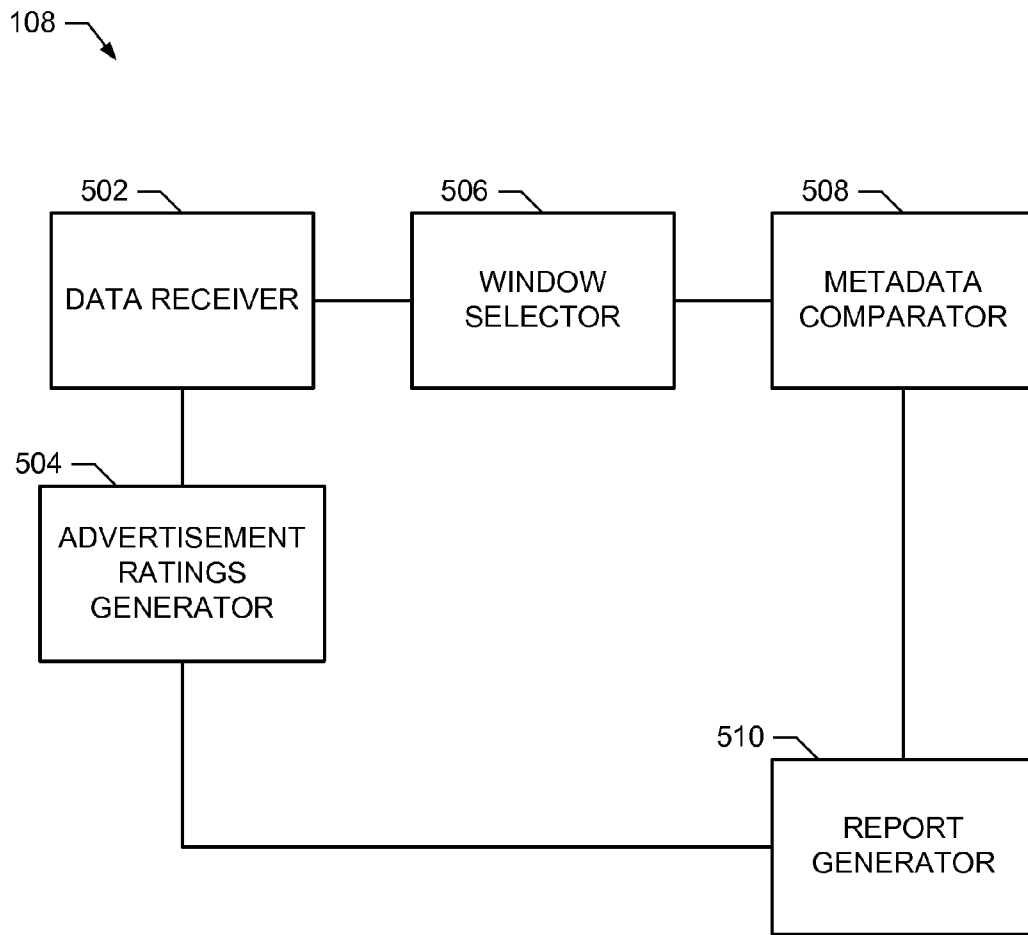 108
502
506
508
DATA RECEIVER
WINDOW
SELECTOR
METADATA
COMPARATOR
504
ADVERTISEMENT
RATINGS
GENERATOR
510
REPORT
GENERATOR